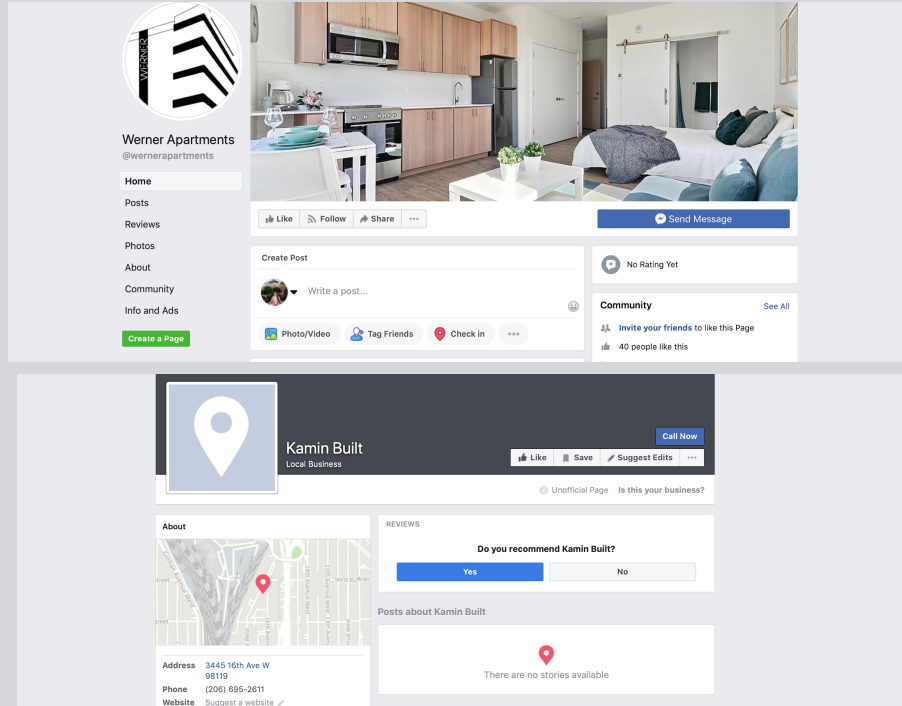 WERNER
Werner Apartments
@wernerapartments
Home
Posts
Reviews
Photos
About
Community
Info and Ads
Create a Page
Like Follow Share ...
Send Message
Create Post
Write a post...
Photo/Video Tag Friends Check in ...
No Rating Yet
Community See All
Invite your friends to like this Page
40 people like this
Kamin Built
Local Business
Call Now
Like Save Suggest Edits ...
Unofficial Page Is this your business?
About
Address 3445 16th Ave W
98119
Phone (206) 695-2611
Website Suggest a website
REVIEWS
Do you recommend Kamin Built?
Yes No
Posts about Kamin Built
There are no stories available